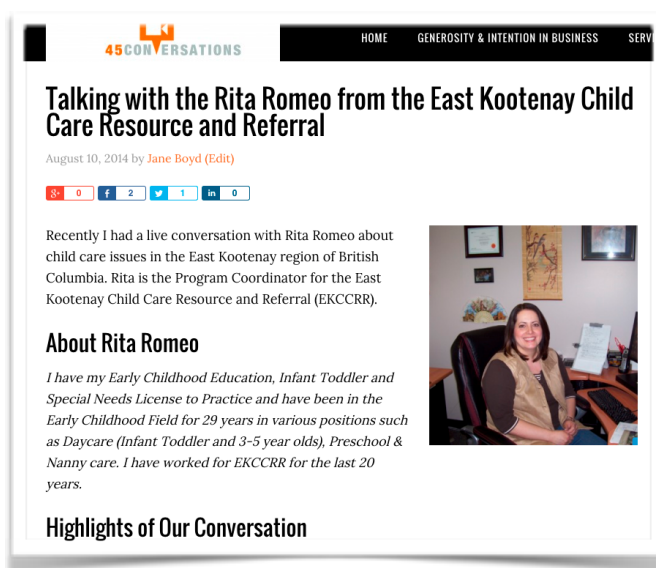 45CONVERSATIONS
HOME GENEROSITY & INTENTION IN BUSINESS SERV
Talking with the Rita Romeo from the East Kootenay Child
Care Resource and Referral
August 10, 2014 by Jane Boyd (Edit)
8+ 0 f 2 1 in 0
Recently I had a live conversation with Rita Romeo about
child care issues in the East Kootenay region of British
Columbia. Rita is the Program Coordinator for the East
Kootenay Child Care Resource and Referral (EKCCRR).
About Rita Romeo
I have my Early Childhood Education, Infant Toddler and
Special Needs License to Practice and have been in the
Early Childhood Field for 29 years in various positions such
as Daycare (Infant Toddler and 3-5 year olds), Preschool &
Nanny care. I have worked for EKCCRR for the last 20
years.
Highlights of Our Conversation